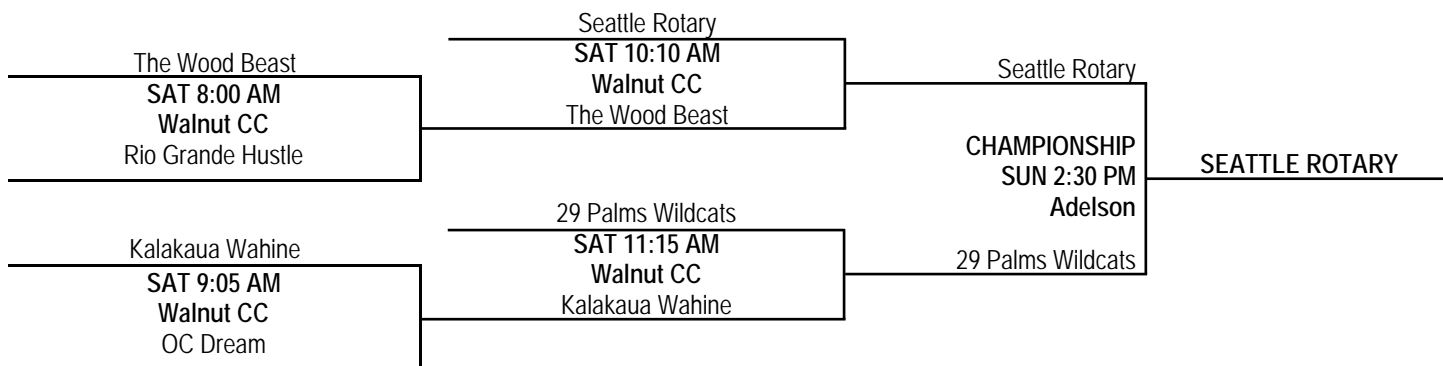 The Wood Beast
SAT 8:00 AM
Walnut CC
Rio Grande Hustle
Kalakaua Wahine
SAT 9:05 AM
Walnut CC
OC Dream
Seattle Rotary
SAT 10:10 AM
Walnut CC
The Wood Beast
29 Palms Wildcats
SAT 11:15 AM
Walnut CC
Kalakaua Wahine
Seattle Rotary
CHAMPIONSHIP
SUN 2:30 PM
Adelson
29 Palms Wildcats
SEATTLE ROTARY